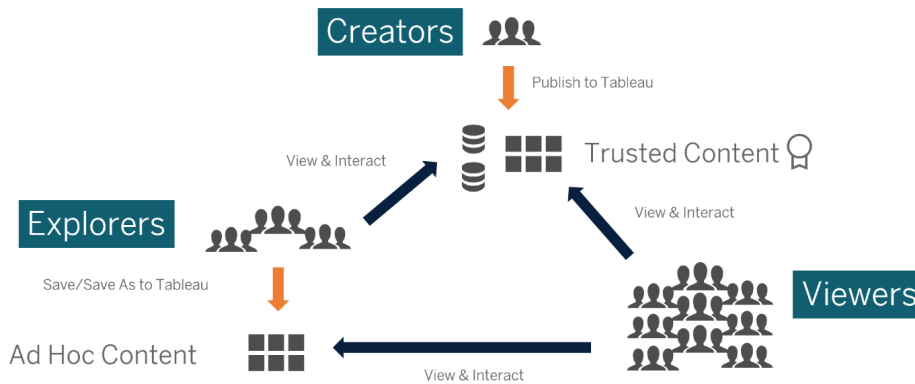 Creators
Publish to Tableau
Trusted Content
View & Interact
View & Interact
Explorers
Save/Save As to Tableau
Viewers
Ad Hoc Content
View & Interact